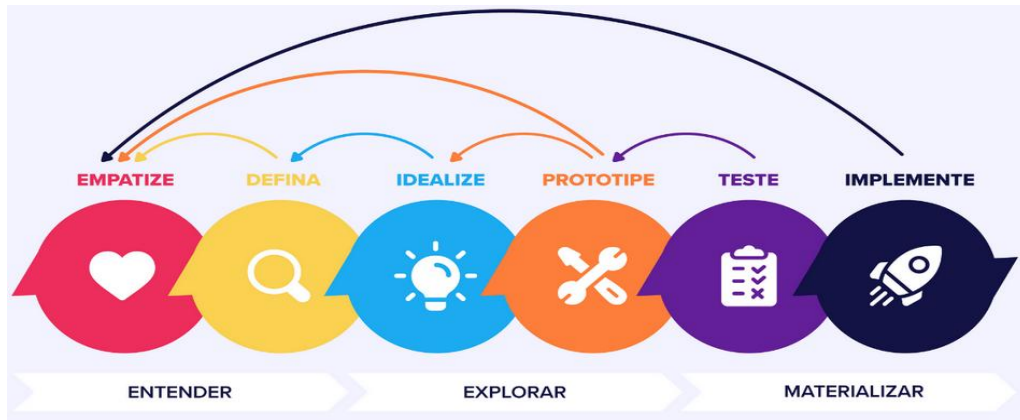 EMPATIZE
DEFINA
IDEALIZE
PROTOTIPE
TESTE
IMPLEMENTE
ENTENDER
EXPLORAR
MATERIALIZAR